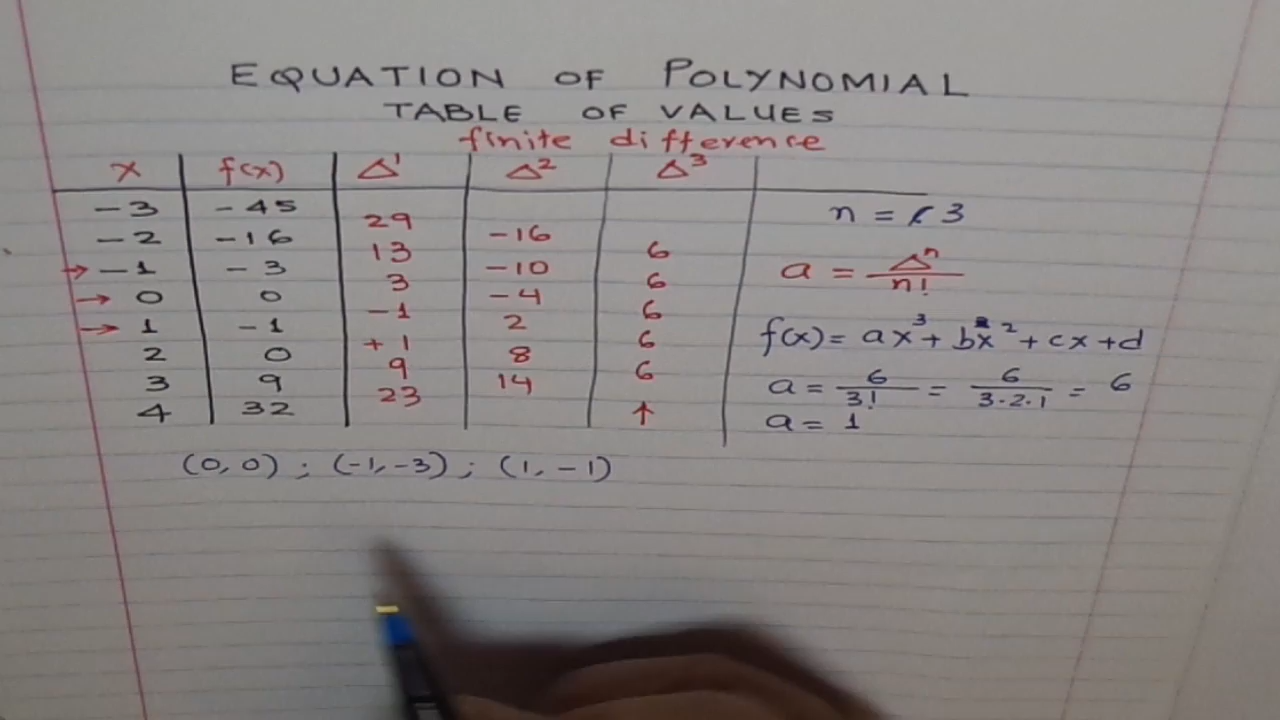 EQUATION OF POLYNOMIAL
TABLE OF VALUES
finite difference
x f(x) Δ¹ Δ² Δ³
-3 -45
29
-2 -16 -16
13 6
-1 -3 -10
3 6
0 0 -4
-1 6
1 -1 2
+1 6
2 0 8
9 6
3 9 14
23
4 32 ↑
n = 3
a = Δⁿ / n!
f(x) = ax³ + bx² + cx + d
a = 6 / 3! = 6 / 3·2·1 = 6
a = 1
(0, 0) ; (-1, -3) ; (1, -1)